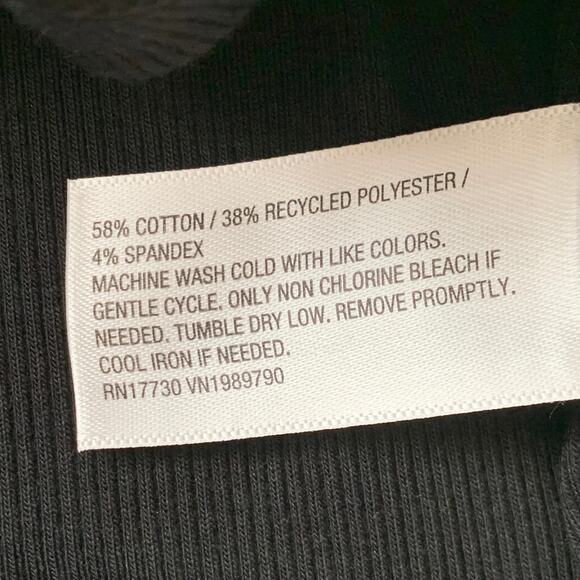 58% COTTON / 38% RECYCLED POLYESTER /
4% SPANDEX
MACHINE WASH COLD WITH LIKE COLORS.
GENTLE CYCLE. ONLY NON CHLORINE BLEACH IF
NEEDED. TUMBLE DRY LOW. REMOVE PROMPTLY.
COOL IRON IF NEEDED.
RN17730 VN1989790